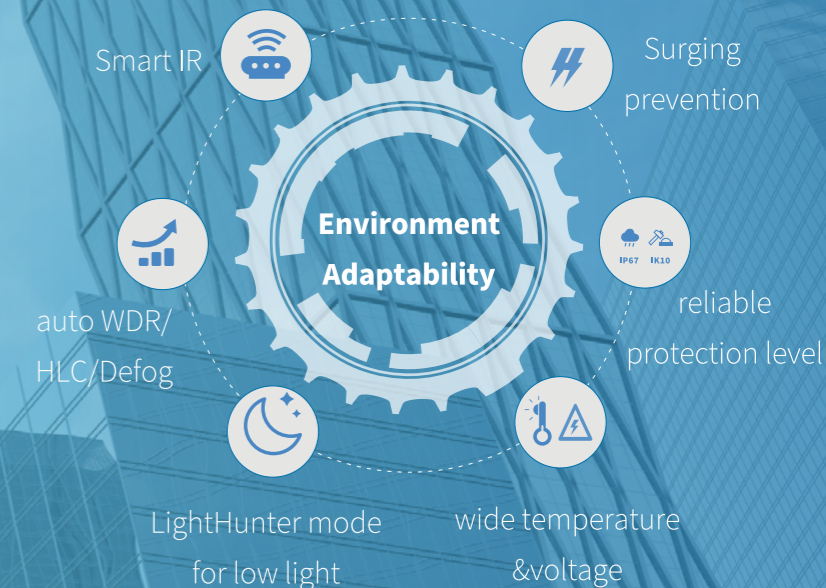 Smart IR
Surging
prevention
Environment
Adaptability
IP67 IK10
reliable
protection level
auto WDR/
HLC/Defog
LightHunter mode
for low light
wide temperature
&voltage